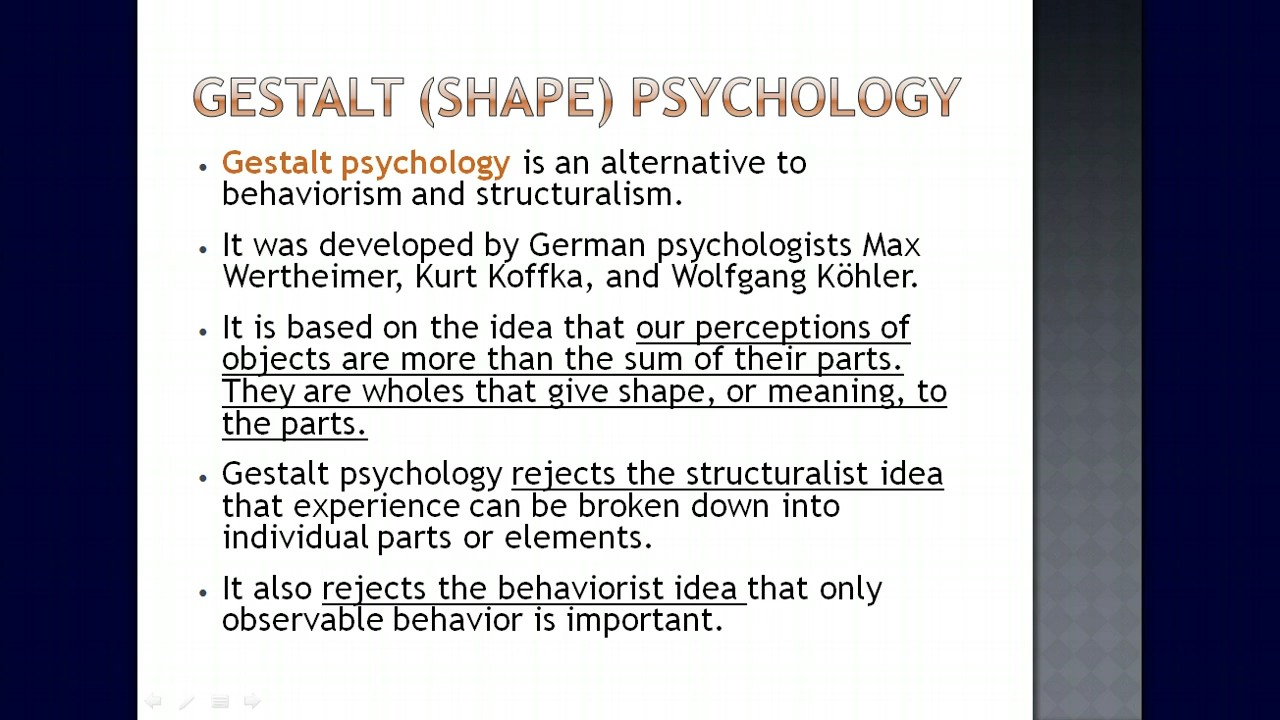 GESTALT (SHAPE) PSYCHOLOGY
• Gestalt psychology is an alternative to
behaviorism and structuralism.
• It was developed by German psychologists Max
Wertheimer, Kurt Koffka, and Wolfgang Köhler.
• It is based on the idea that our perceptions of
objects are more than the sum of their parts.
They are wholes that give shape, or meaning, to
the parts.
• Gestalt psychology rejects the structuralist idea
that experience can be broken down into
individual parts or elements.
• It also rejects the behaviorist idea that only
observable behavior is important.